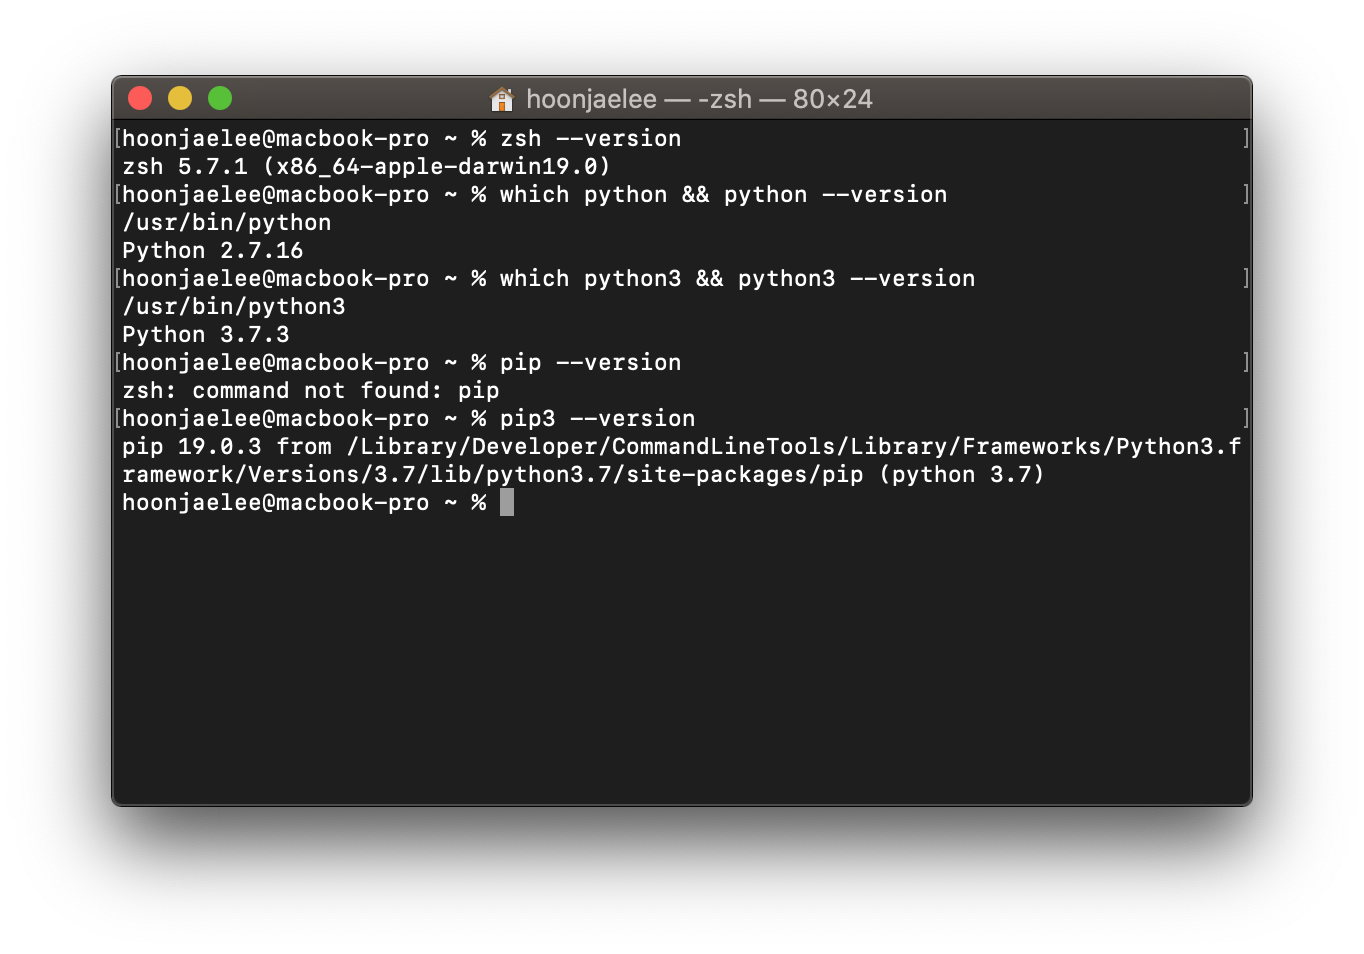 hoonjaelee — -zsh — 80×24
[hoonjaelee@macbook-pro ~ % zsh --version ]
zsh 5.7.1 (x86_64-apple-darwin19.0)
[hoonjaelee@macbook-pro ~ % which python && python --version ]
/usr/bin/python
Python 2.7.16
[hoonjaelee@macbook-pro ~ % which python3 && python3 --version ]
/usr/bin/python3
Python 3.7.3
[hoonjaelee@macbook-pro ~ % pip --version ]
zsh: command not found: pip
[hoonjaelee@macbook-pro ~ % pip3 --version ]
pip 19.0.3 from /Library/Developer/CommandLineTools/Library/Frameworks/Python3.f
ramework/Versions/3.7/lib/python3.7/site-packages/pip (python 3.7)
hoonjaelee@macbook-pro ~ %